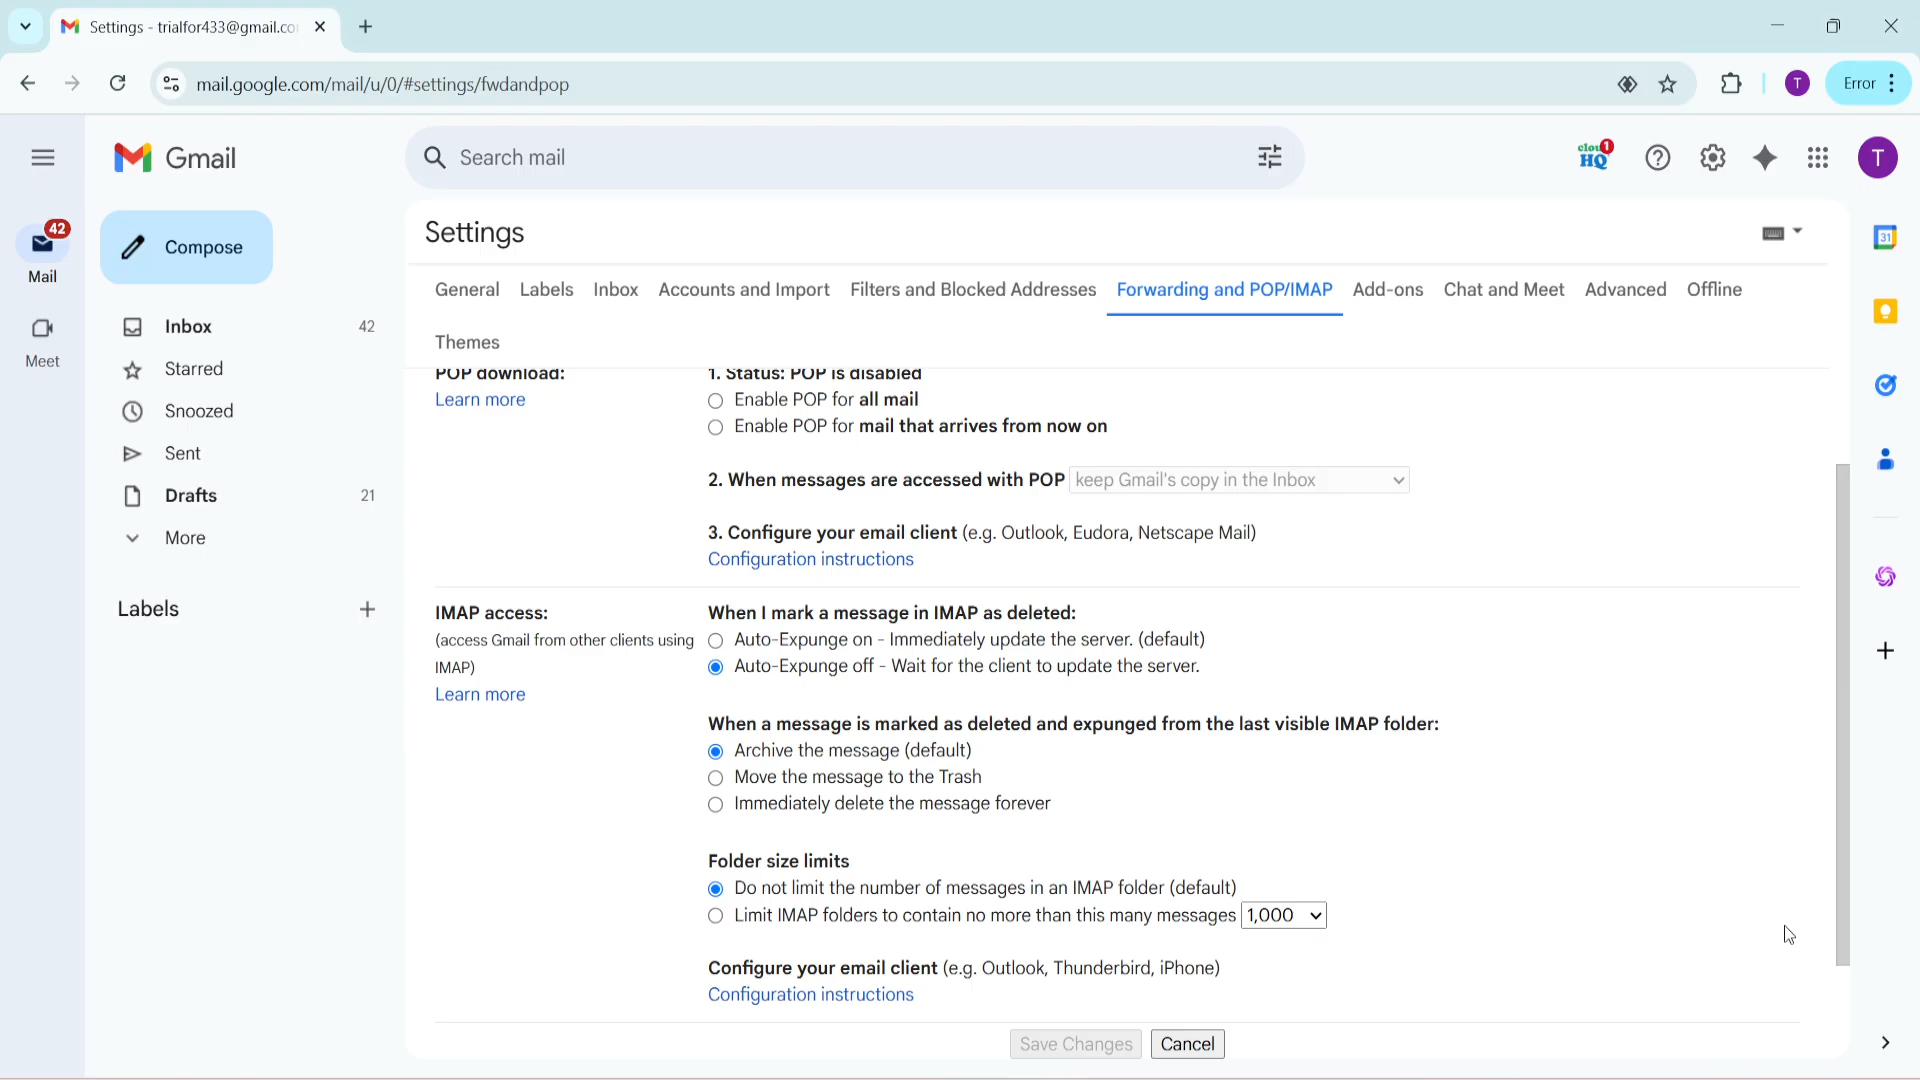 Settings - trialfor433@gmail.co
mail.google.com/mail/u/0/#settings/fwdandpop
Error
Gmail
Search mail
cloudHQ 1
T
42
Mail
Meet
Compose
Inbox 42
Starred
Snoozed
Sent
Drafts 21
More
Labels
Settings
General Labels Inbox Accounts and Import Filters and Blocked Addresses Forwarding and POP/IMAP Add-ons Chat and Meet Advanced Offline
Themes
POP download:
Learn more
1. Status: POP is disabled
Enable POP for all mail
Enable POP for mail that arrives from now on
2. When messages are accessed with POP keep Gmail's copy in the Inbox
3. Configure your email client (e.g. Outlook, Eudora, Netscape Mail)
Configuration instructions
IMAP access:
(access Gmail from other clients using
IMAP)
Learn more
When I mark a message in IMAP as deleted:
Auto-Expunge on - Immediately update the server. (default)
Auto-Expunge off - Wait for the client to update the server.
When a message is marked as deleted and expunged from the last visible IMAP folder:
Archive the message (default)
Move the message to the Trash
Immediately delete the message forever
Folder size limits
Do not limit the number of messages in an IMAP folder (default)
Limit IMAP folders to contain no more than this many messages 1,000
Configure your email client (e.g. Outlook, Thunderbird, iPhone)
Configuration instructions
Save Changes Cancel
T
31